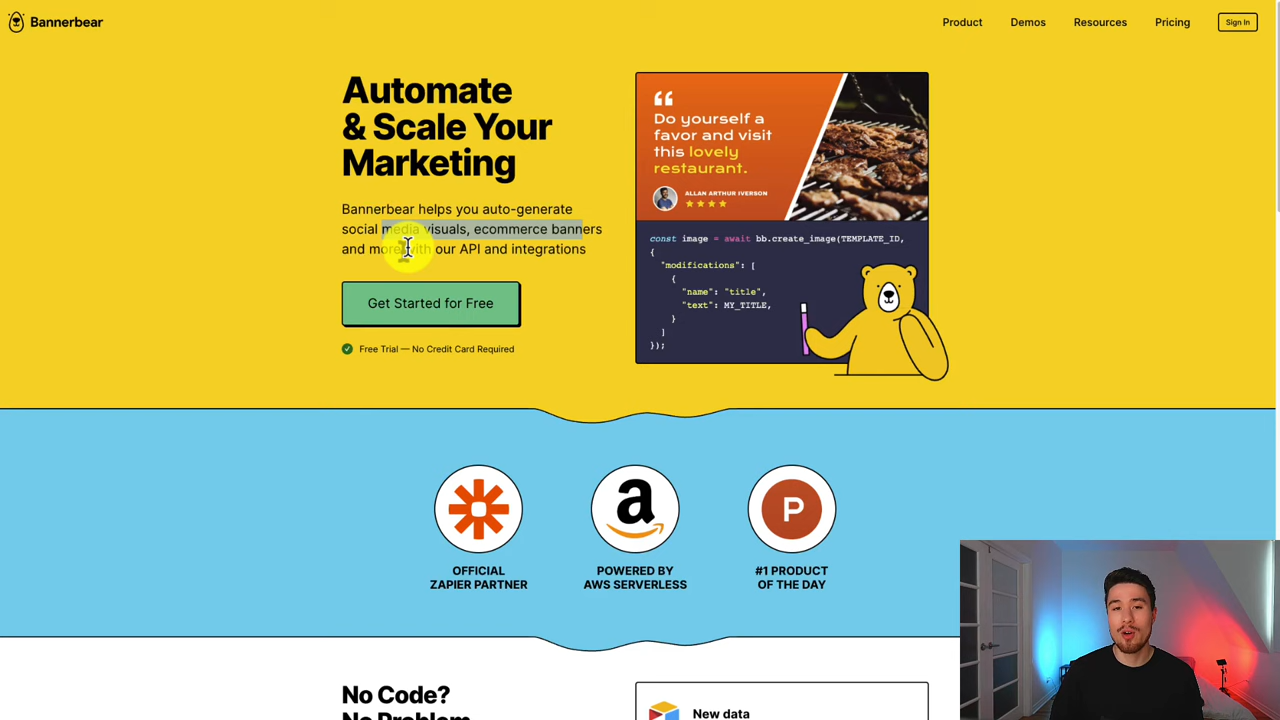 Bannerbear
Product
Demos
Resources
Pricing
Sign In
Automate
& Scale Your
Marketing
Bannerbear helps you auto-generate
social media visuals, ecommerce banners
and more with our API and integrations
Get Started for Free
Free Trial — No Credit Card Required
Do yourself a
favor and visit
this lovely
restaurant.
ALLAN ARTHUR IVERSON
const image = await bb.create_image(TEMPLATE_ID,
{
"modifications": [
{
"name": "title",
"text": MY_TITLE,
}
]
});
a
P
OFFICIAL
ZAPIER PARTNER
POWERED BY
AWS SERVERLESS
#1 PRODUCT
OF THE DAY
No Code?
No Problem
New data